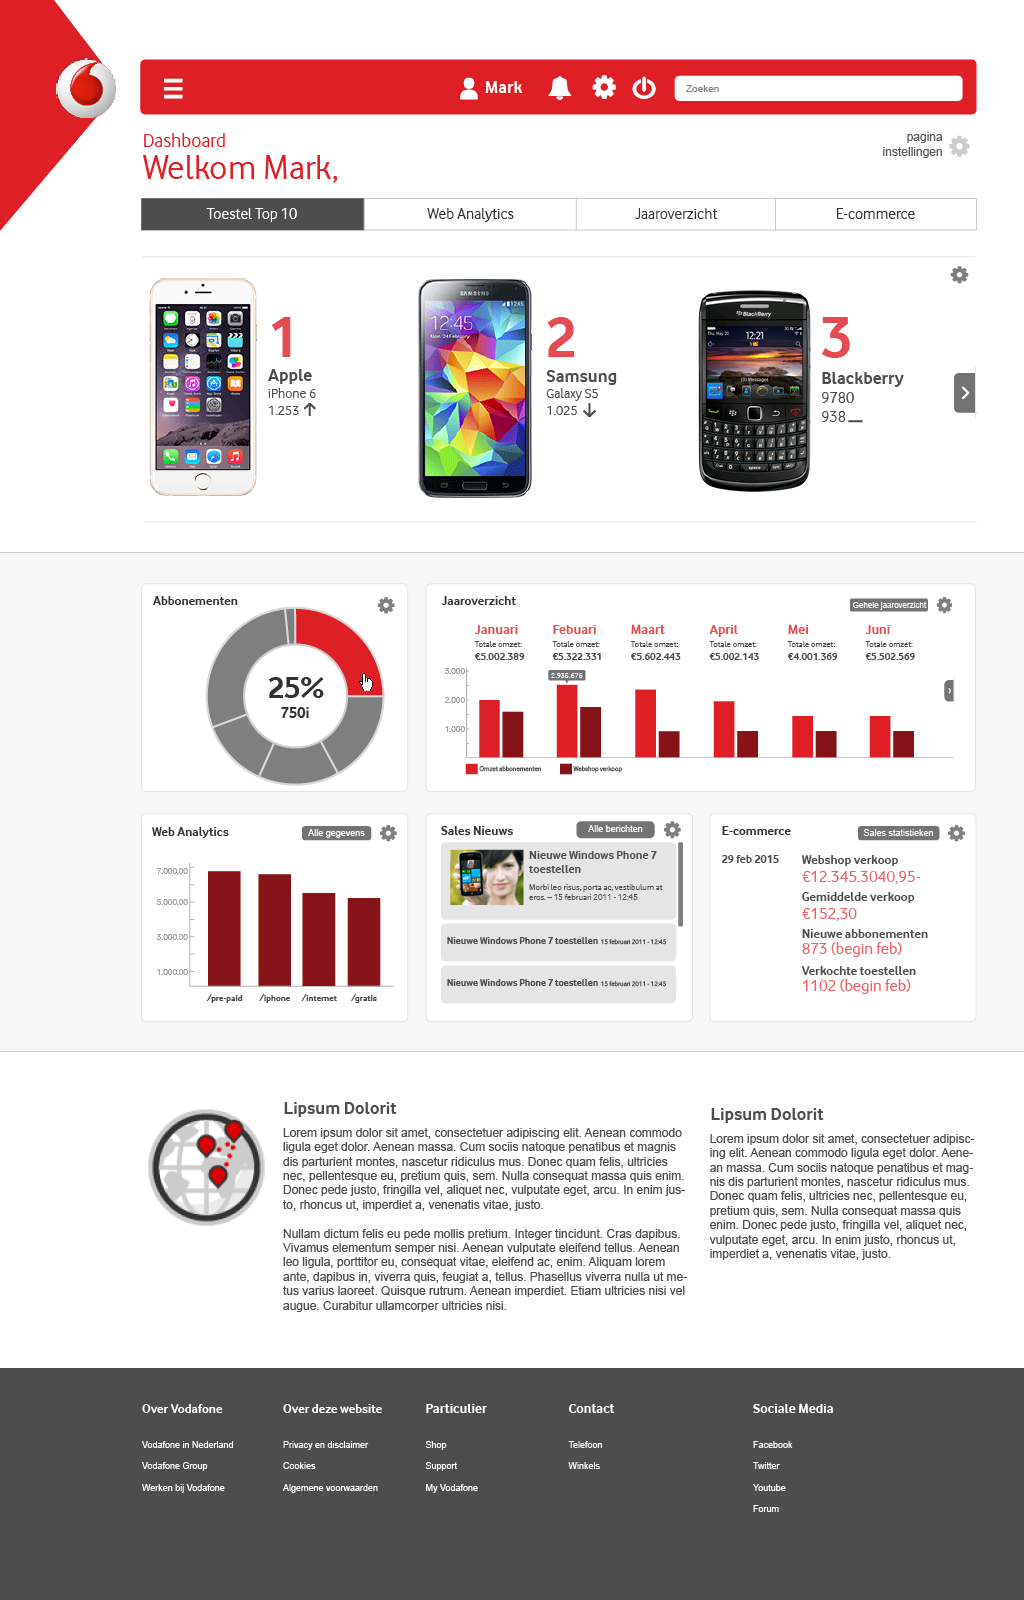 Mark
Zoeken
Dashboard
Welkom Mark,
pagina
instellingen
Toestel Top 10
Web Analytics
Jaaroverzicht
E-commerce
1
Apple
iPhone 6
1.253
SAMSUNG
12:45
2
Samsung
Galaxy S5
1.025
BlackBerry
12:21
3
Blackberry
9780
938
Abbonementen
25%
750i
Jaaroverzicht
Gehele jaaroverzicht
Januari
Totale omzet:
€5.002.389
Febuari
Totale omzet:
€5.322.331
Maart
Totale omzet:
€5.602.443
April
Totale omzet:
€5.002.143
Mei
Totale omzet:
€4.001.369
Juni
Totale omzet:
€5.502.569
3.000
2.000
1.000
2.935.675
Omzet abbonementen
Webshop verkoop
Web Analytics
Alle gegevens
7.000.00
5.000.00
3.000.00
1.000.00
/pre-paid
/iphone
/internet
/gratis
Sales Nieuws
Alle berichten
Nieuwe Windows Phone 7
toestellen
Morbi leo risus, porta ac, vestibulum at
eros. – 15 februari 2011 - 12:45
Nieuwe Windows Phone 7 toestellen 15 februari 2011 - 12:45
Nieuwe Windows Phone 7 toestellen 15 februari 2011 - 12:45
E-commerce
Sales statistieken
29 feb 2015
Webshop verkoop
€12.345.3040,95-
Gemiddelde verkoop
€152,30
Nieuwe abbonementen
873 (begin feb)
Verkochte toestellen
1102 (begin feb)
Lipsum Dolorit
Lorem ipsum dolor sit amet, consectetuer adipiscing elit. Aenean commodo
ligula eget dolor. Aenean massa. Cum sociis natoque penatibus et magnis
dis parturient montes, nascetur ridiculus mus. Donec quam felis, ultricies
nec, pellentesque eu, pretium quis, sem. Nulla consequat massa quis enim.
Donec pede justo, fringilla vel, aliquet nec, vulputate eget, arcu. In enim jus-
to, rhoncus ut, imperdiet a, venenatis vitae, justo.
Nullam dictum felis eu pede mollis pretium. Integer tincidunt. Cras dapibus.
Vivamus elementum semper nisi. Aenean vulputate eleifend tellus. Aenean
leo ligula, porttitor eu, consequat vitae, eleifend ac, enim. Aliquam lorem
ante, dapibus in, viverra quis, feugiat a, tellus. Phasellus viverra nulla ut me-
tus varius laoreet. Quisque rutrum. Aenean imperdiet. Etiam ultricies nisi vel
augue. Curabitur ullamcorper ultricies nisi.
Lipsum Dolorit
Lorem ipsum dolor sit amet, consectetuer adipisc-
ing elit. Aenean commodo ligula eget dolor. Aene-
an massa. Cum sociis natoque penatibus et mag-
nis dis parturient montes, nascetur ridiculus mus.
Donec quam felis, ultricies nec, pellentesque eu,
pretium quis, sem. Nulla consequat massa quis
enim. Donec pede justo, fringilla vel, aliquet nec,
vulputate eget, arcu. In enim justo, rhoncus ut,
imperdiet a, venenatis vitae, justo.
Over Vodafone
Vodafone in Nederland
Vodafone Group
Werken bij Vodafone
Over deze website
Privacy en disclaimer
Cookies
Algemene voorwaarden
Particulier
Shop
Support
My Vodafone
Contact
Telefoon
Winkels
Sociale Media
Facebook
Twitter
Youtube
Forum